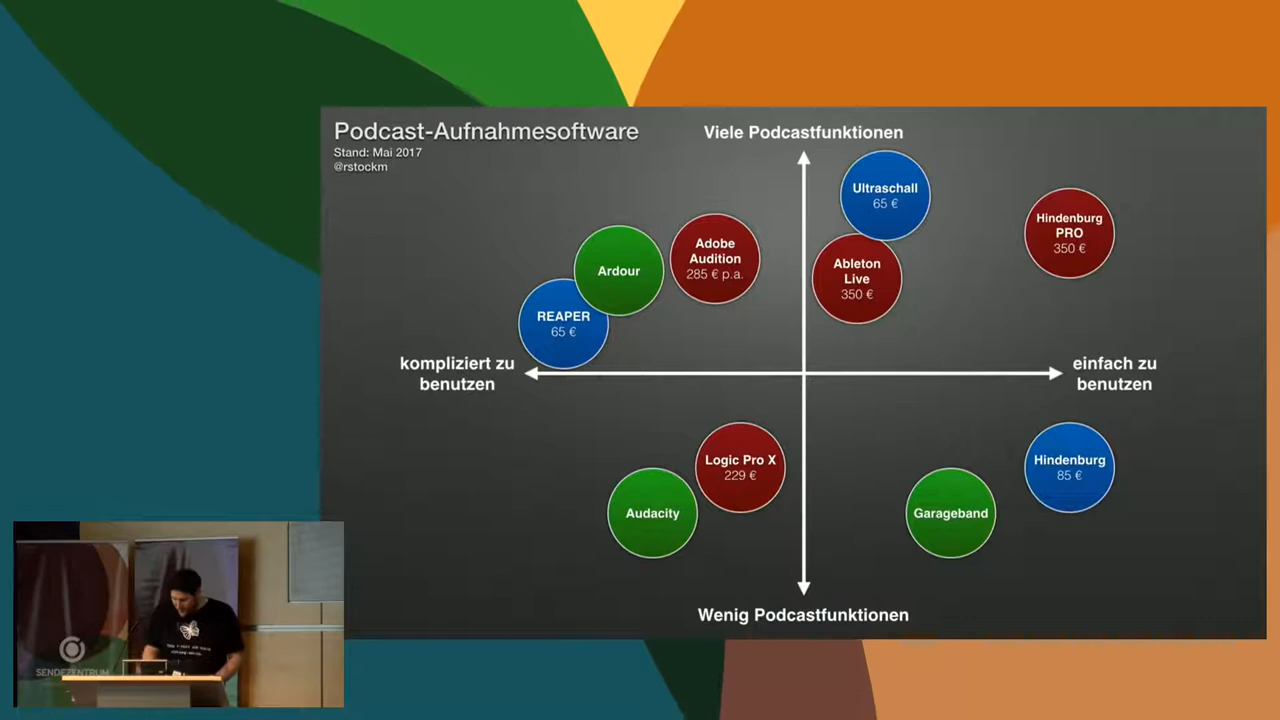 Podcast-Aufnahmesoftware
Stand: Mai 2017
@rstockm
Viele Podcastfunktionen
Ultraschall
65 €
Hindenburg
PRO
350 €
Adobe
Audition
285 € p.a.
Ardour
Ableton
Live
350 €
REAPER
65 €
kompliziert zu
benutzen
einfach zu
benutzen
Logic Pro X
229 €
Hindenburg
85 €
Audacity
Garageband
Wenig Podcastfunktionen
SENDEZENTRUM